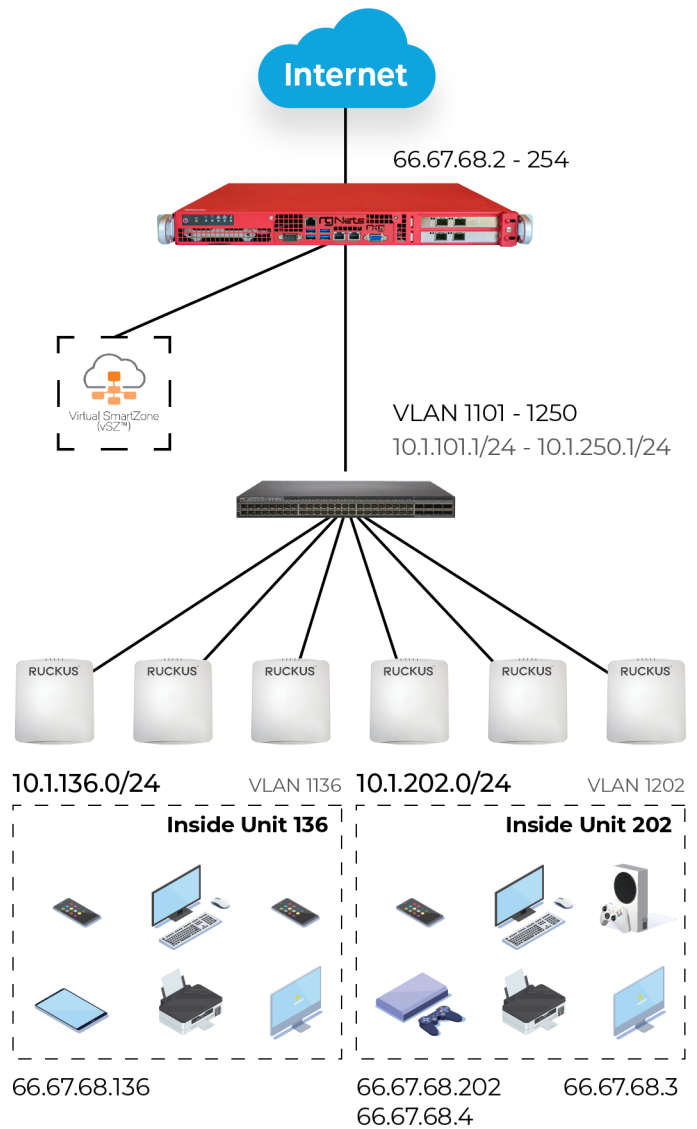 Internet
66.67.68.2 - 254
rgNets
Virtual SmartZone
(vSZ™)
VLAN 1101 - 1250
10.1.101.1/24 - 10.1.250.1/24
RUCKUS RUCKUS RUCKUS RUCKUS RUCKUS RUCKUS
10.1.136.0/24 VLAN 1136 10.1.202.0/24 VLAN 1202
Inside Unit 136 Inside Unit 202
66.67.68.136 66.67.68.202 66.67.68.3
66.67.68.4